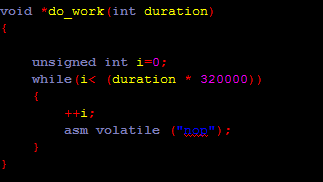 void *do_work(int duration)
{
unsigned int i=0;
while(i< (duration * 320000))
{
++i;
asm volatile ("nop");
}
}